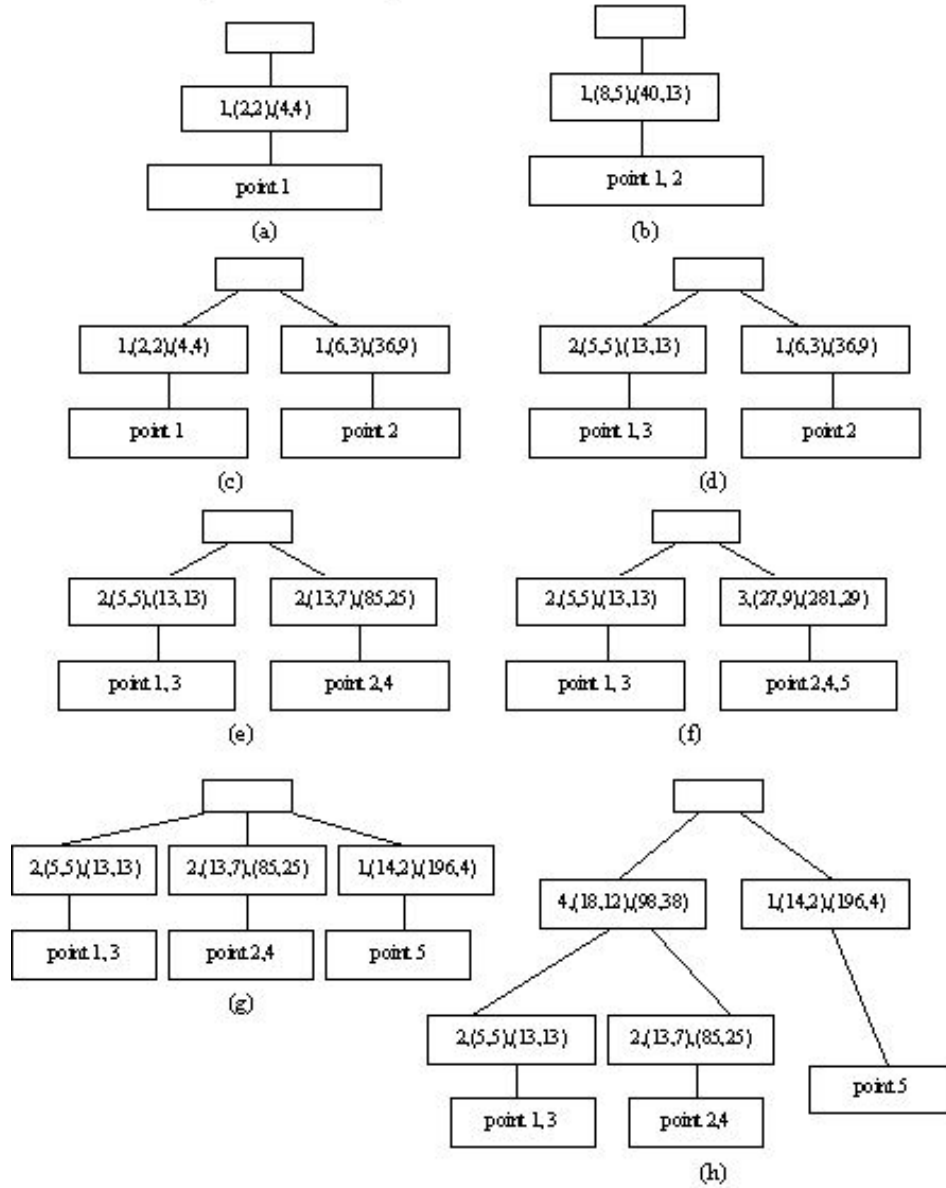 1,(2,2),(4,4)
point 1
(a)
1,(8,5),(40,13)
point 1, 2
(b)
1,(2,2),(4,4)
1,(6,3),(36,9)
point 1
point 2
(c)
2,(5,5),(13,13)
1,(6,3),(36,9)
point 1, 3
point 2
(d)
2,(5,5),(13,13)
2,(13,7),(85,25)
point 1, 3
point 2,4
(e)
2,(5,5),(13,13)
3,(27,9),(281,29)
point 1, 3
point 2,4,5
(f)
2,(5,5),(13,13)
2,(13,7),(85,25)
1,(14,2),(196,4)
point 1, 3
point 2,4
point 5
(g)
4,(18,12),(98,38)
1,(14,2),(196,4)
2,(5,5),(13,13)
2,(13,7),(85,25)
point 5
point 1, 3
point 2,4
(h)